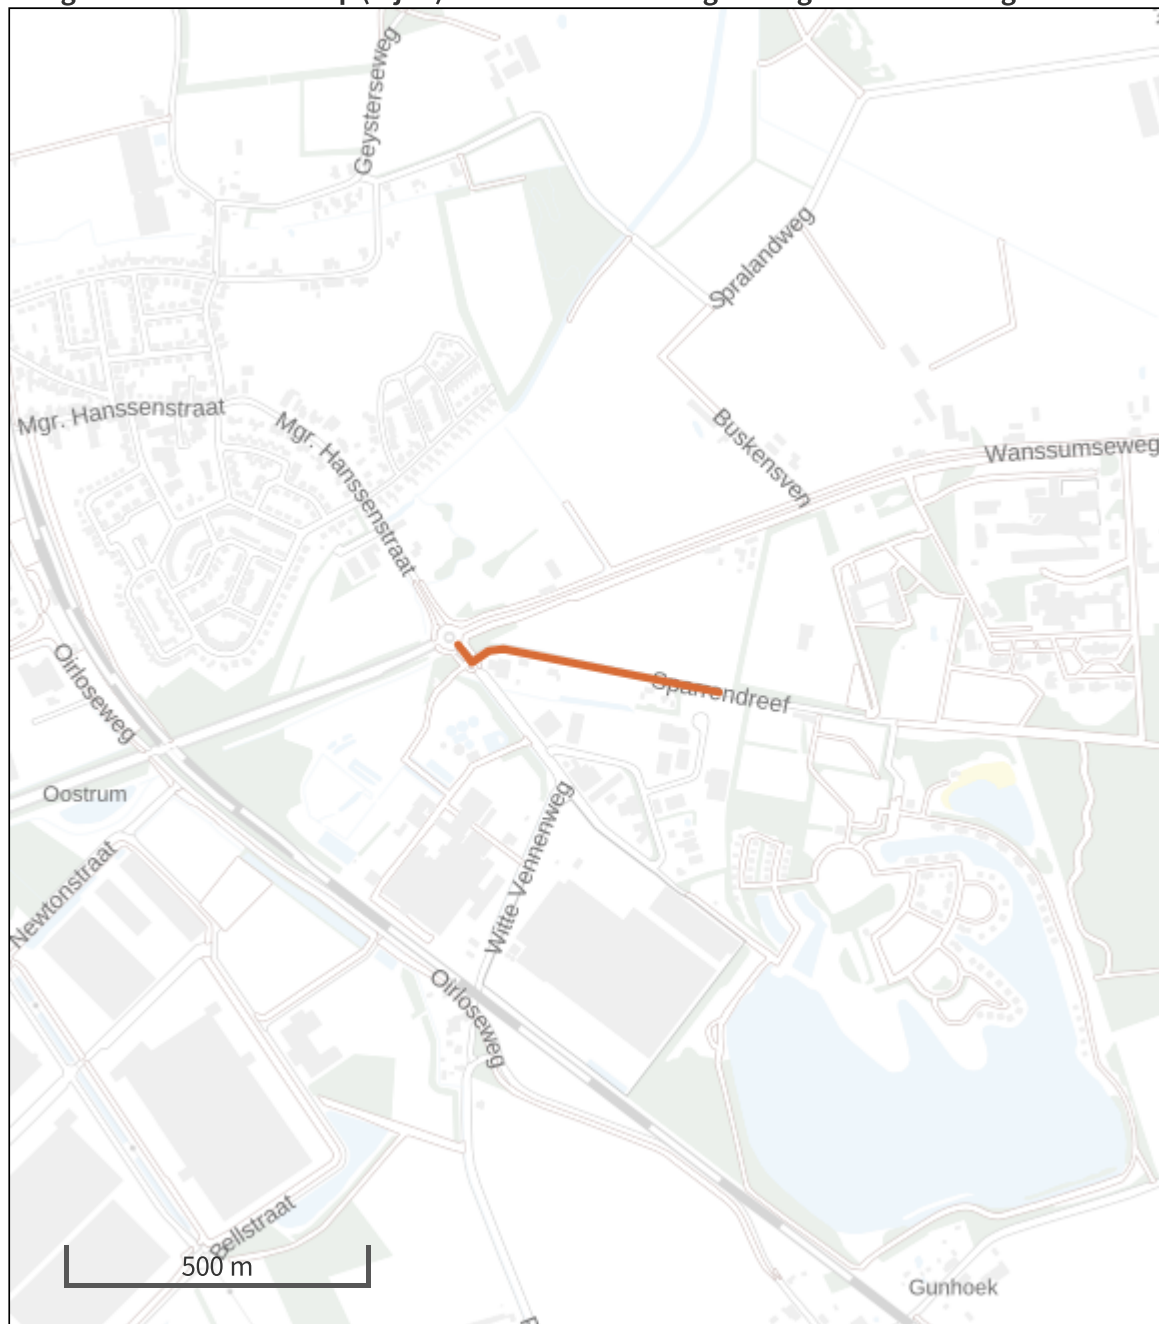 Geysterseweg
Spralandweg
Mgr. Hanssenstraat
Mgr. Hanssenstraat
Buskensven
Wanssumseweg
Oirloseweg
Sparrendreef
Oostrum
Witte Vennenweg
Newtonstraat
Oirloseweg
Bellstraat
500 m
Gunhoek